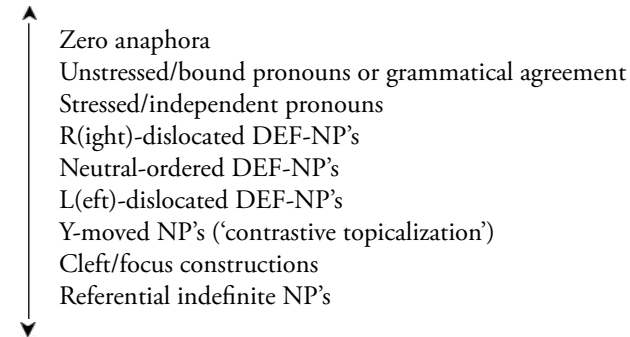 Zero anaphora
Unstressed/bound pronouns or grammatical agreement
Stressed/independent pronouns
R(ight)-dislocated DEF-NP’s
Neutral-ordered DEF-NP’s
L(eft)-dislocated DEF-NP’s
Y-moved NP’s (‘contrastive topicalization’)
Cleft/focus constructions
Referential indefinite NP’s